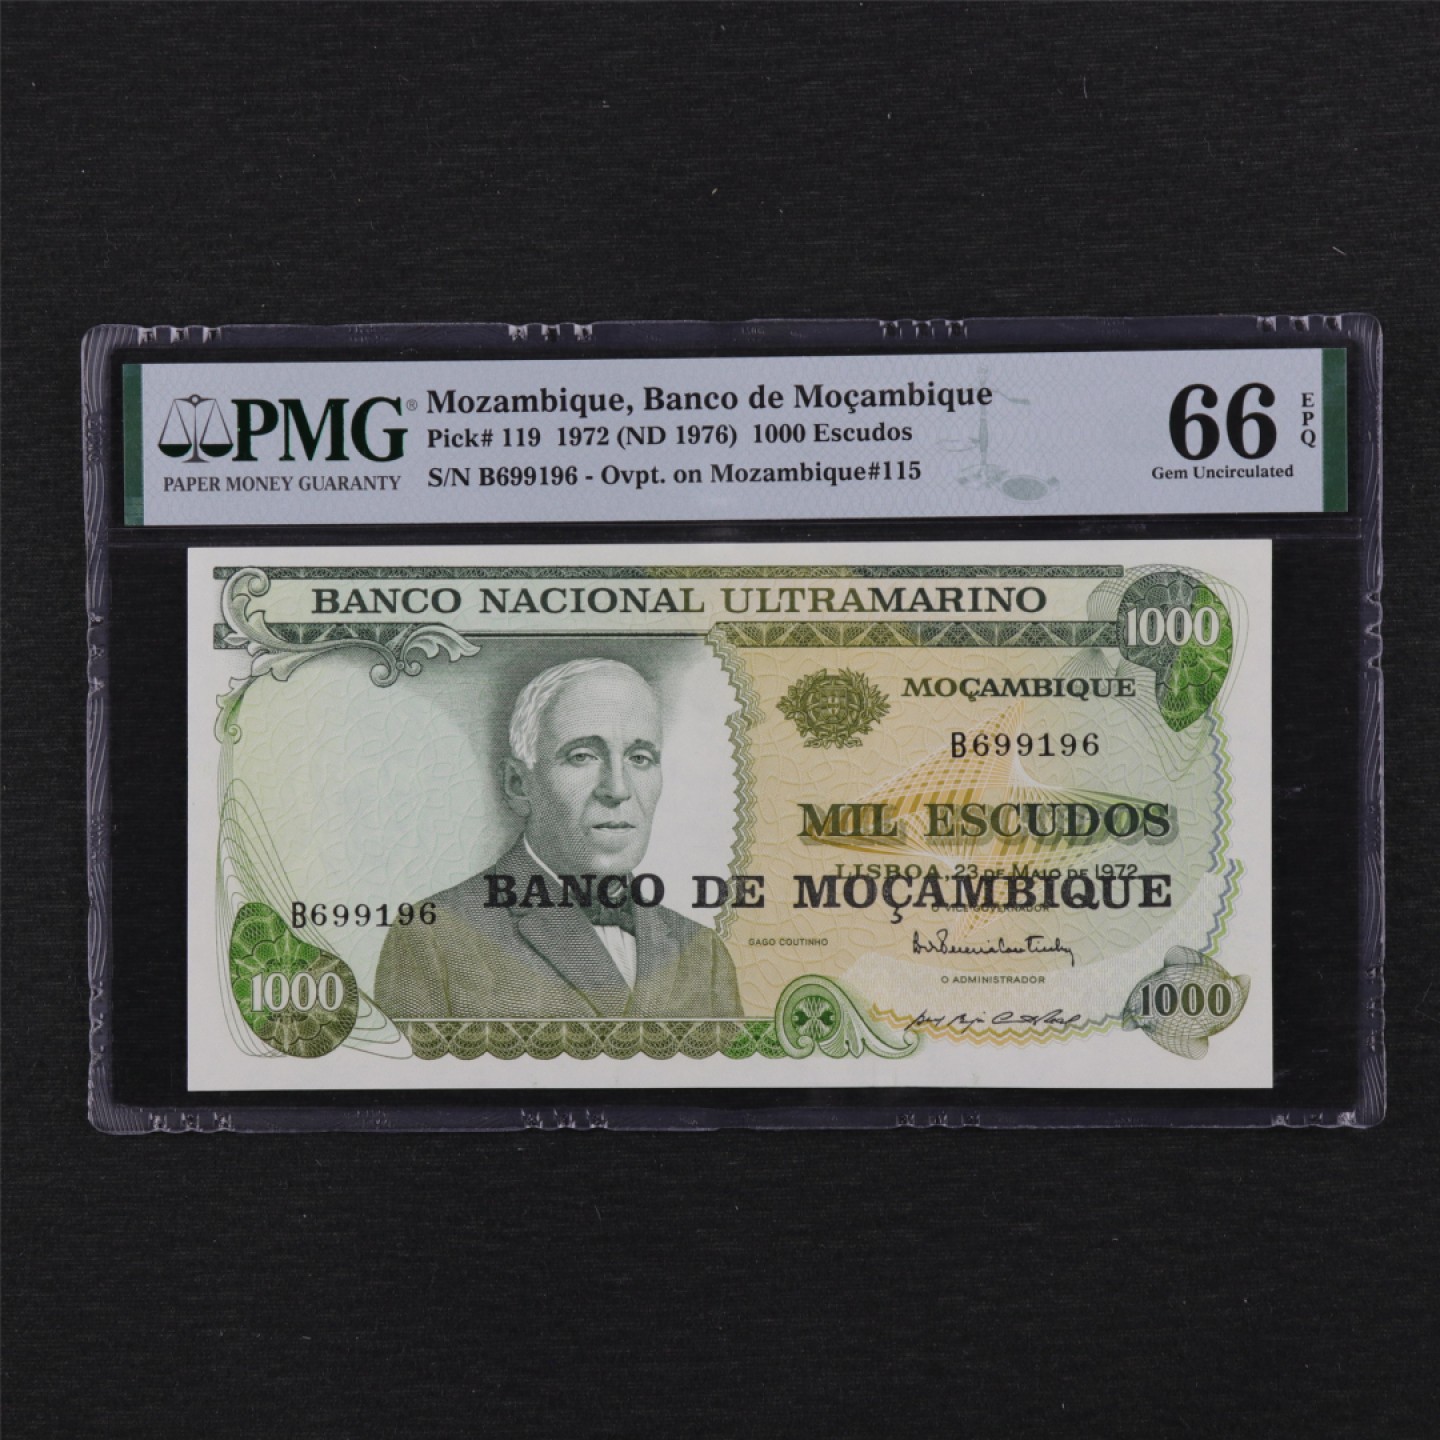 PMG®
PAPER MONEY GUARANTY
Mozambique, Banco de Moçambique
Pick# 119 1972 (ND 1976) 1000 Escudos
S/N B699196 - Ovpt. on Mozambique#115
66
EPQ
Gem Uncirculated
BANCO NACIONAL ULTRAMARINO
1000
MOÇAMBIQUE
B699196
MIL ESCUDOS
LISBOA, 23 DE MAIO DE 1972
BANCO DE MOÇAMBIQUE
O VICE-GOVERNADOR
B699196
GAGO COUTINHO
O ADMINISTRADOR
1000
1000